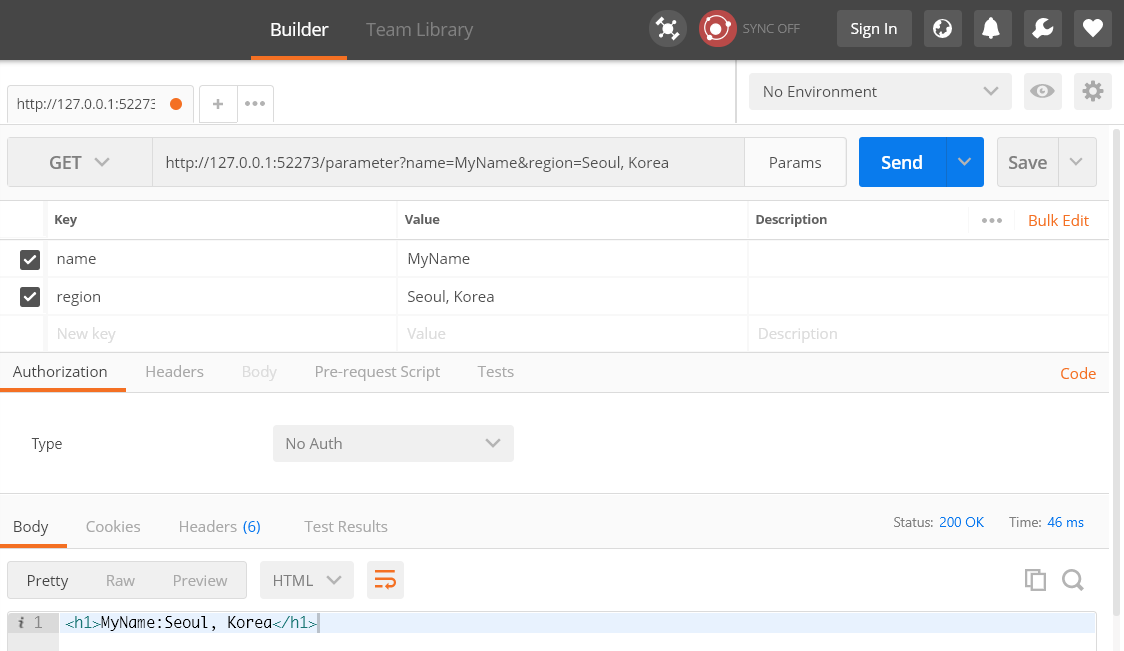 Builder Team Library SYNC OFF Sign In
http://127.0.0.1:52273 + ••• No Environment
GET http://127.0.0.1:52273/parameter?name=MyName&region=Seoul, Korea Params Send Save
Key Value Description ••• Bulk Edit
name MyName
region Seoul, Korea
New key Value Description
Authorization Headers Body Pre-request Script Tests Code
Type No Auth
Body Cookies Headers (6) Test Results Status: 200 OK Time: 46 ms
Pretty Raw Preview HTML
i 1 <h1>MyName:Seoul, Korea</h1>